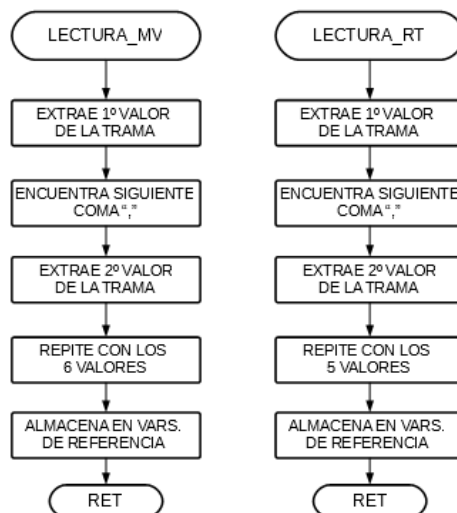 LECTURA_MV
EXTRAE 1º VALOR
DE LA TRAMA
ENCUENTRA SIGUIENTE
COMA “,”
EXTRAE 2º VALOR
DE LA TRAMA
REPITE CON LOS
6 VALORES
ALMACENA EN VARS.
DE REFERENCIA
RET
LECTURA_RT
EXTRAE 1º VALOR
DE LA TRAMA
ENCUENTRA SIGUIENTE
COMA “,”
EXTRAE 2º VALOR
DE LA TRAMA
REPITE CON LOS
5 VALORES
ALMACENA EN VARS.
DE REFERENCIA
RET